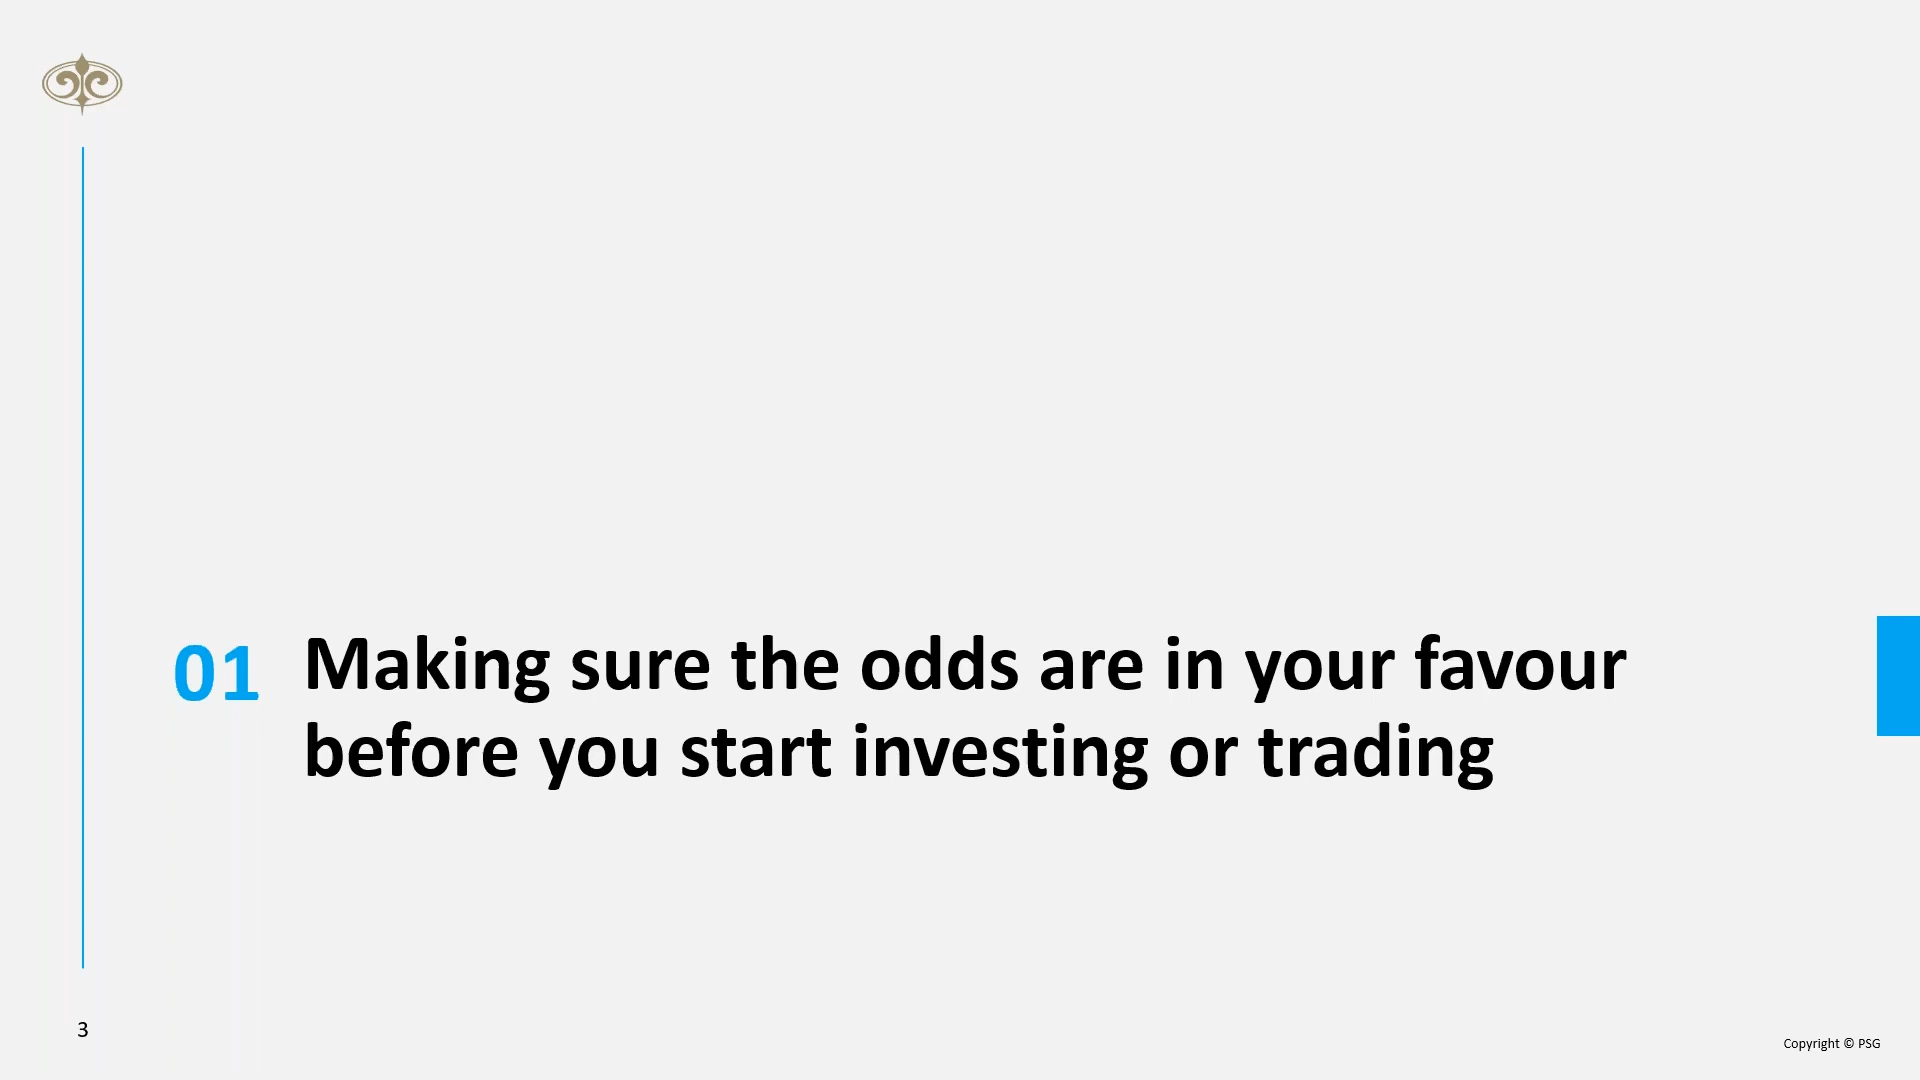 01 Making sure the odds are in your favour
before you start investing or trading
3
Copyright © PSG